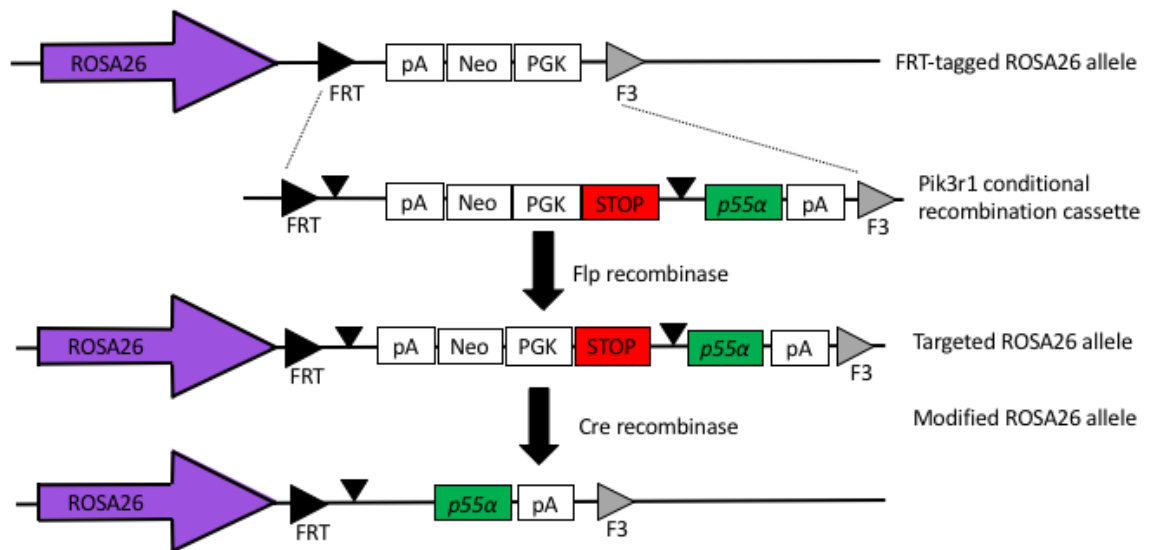 ROSA26 pA Neo PGK FRT-tagged ROSA26 allele
FRT F3
pA Neo PGK STOP p55α pA Pik3r1 conditional
recombination cassette
FRT F3
Flp recombinase
ROSA26 pA Neo PGK STOP p55α pA Targeted ROSA26 allele
FRT F3
Modified ROSA26 allele
Cre recombinase
ROSA26 p55α pA
FRT F3